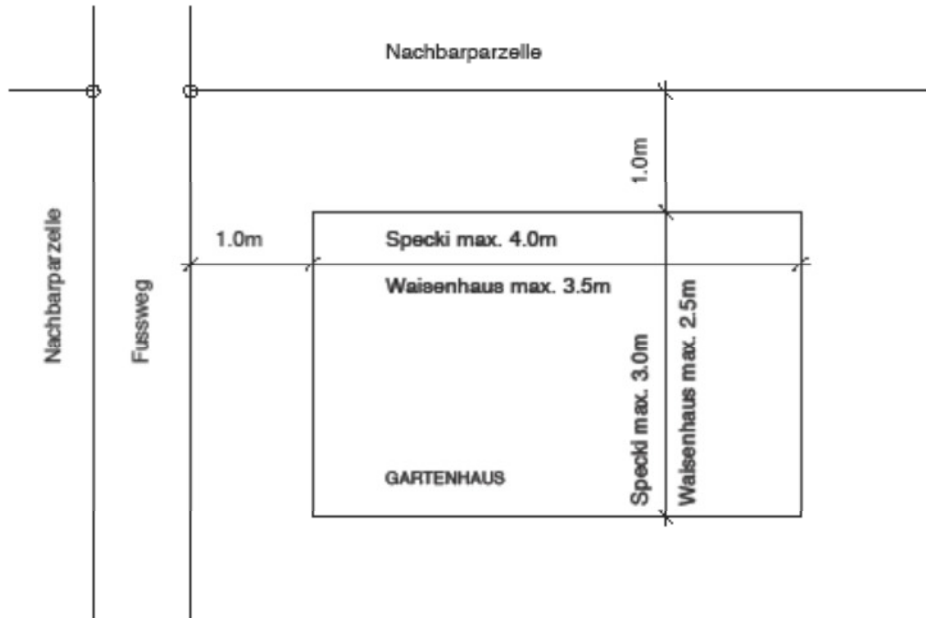 Nachbarparzelle
1.0m
Nachbarparzelle
Fussweg
1.0m
Specki max. 4.0m
Waisenhaus max. 3.5m
Specki max. 3.0m
Waisenhaus max. 2.5m
GARTENHAUS